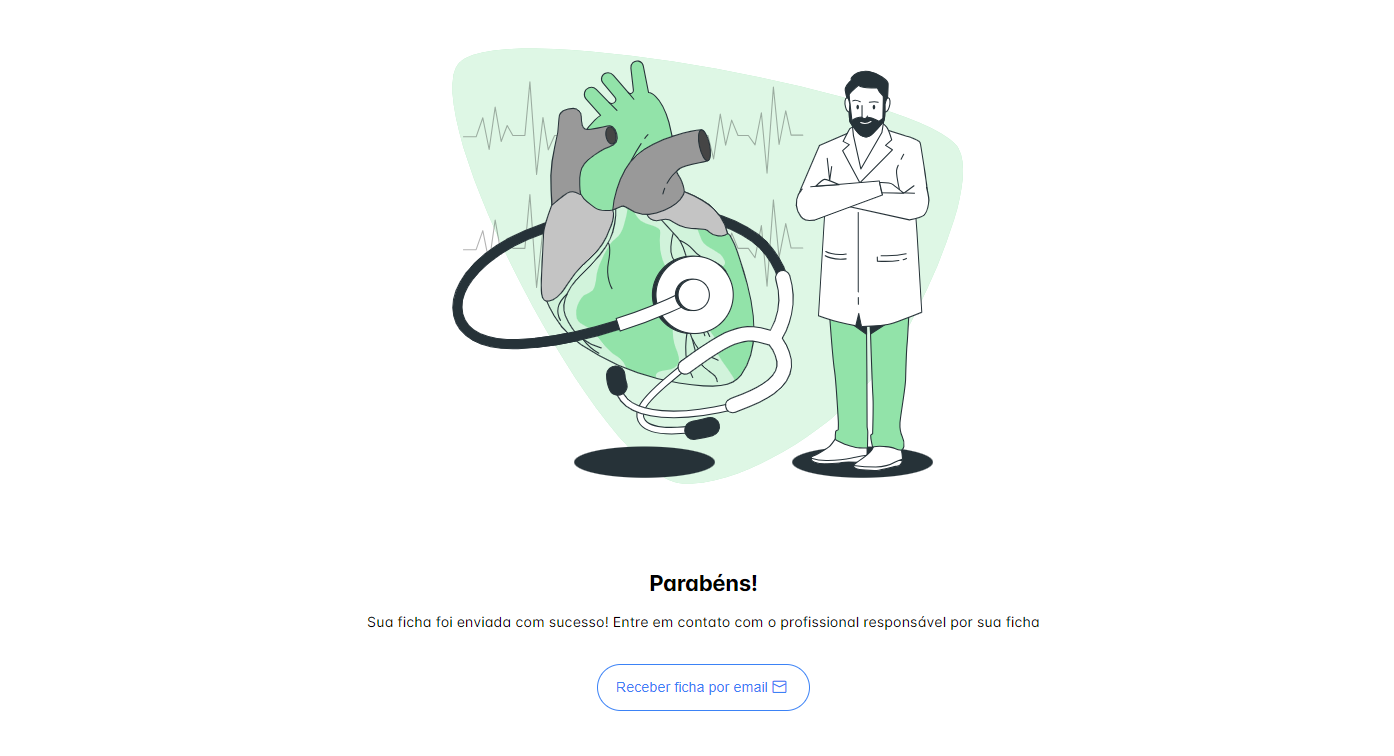 Parabéns!
Sua ficha foi enviada com sucesso! Entre em contato com o profissional responsável por sua ficha
Receber ficha por email